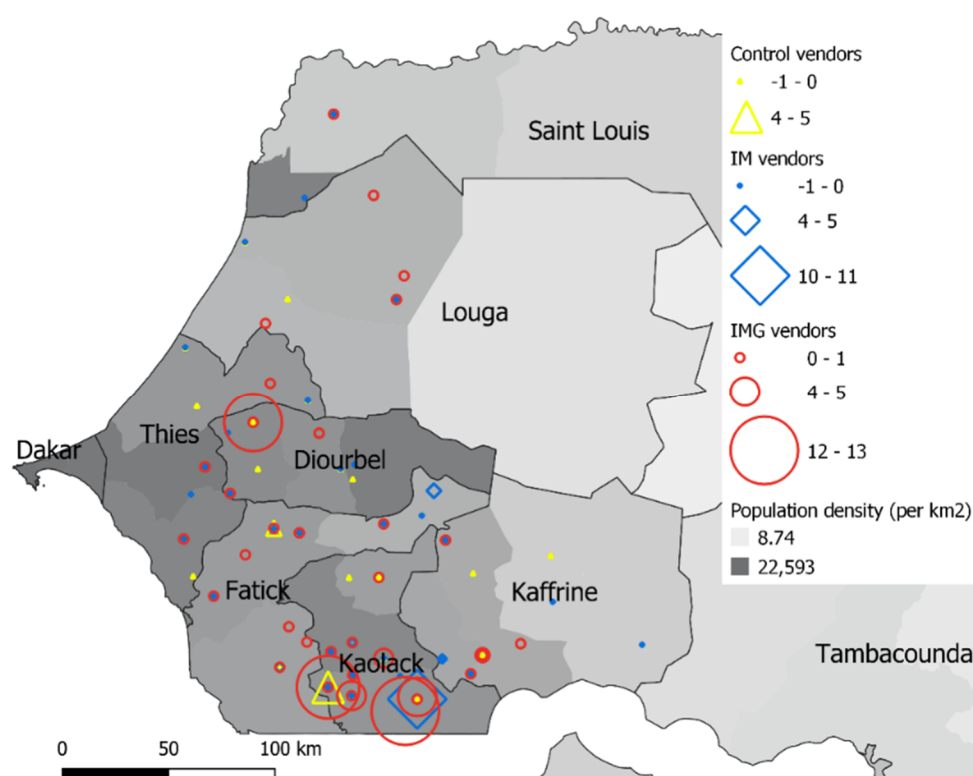 Control vendors
-1 - 0
4 - 5
IM vendors
-1 - 0
4 - 5
10 - 11
IMG vendors
0 - 1
4 - 5
12 - 13
Population density (per km2)
8.74
22,593
Saint Louis
Louga
Thies
Dakar
Diourbel
Fatick
Kaffrine
Kaolack
Tambacounda
0 50 100 km